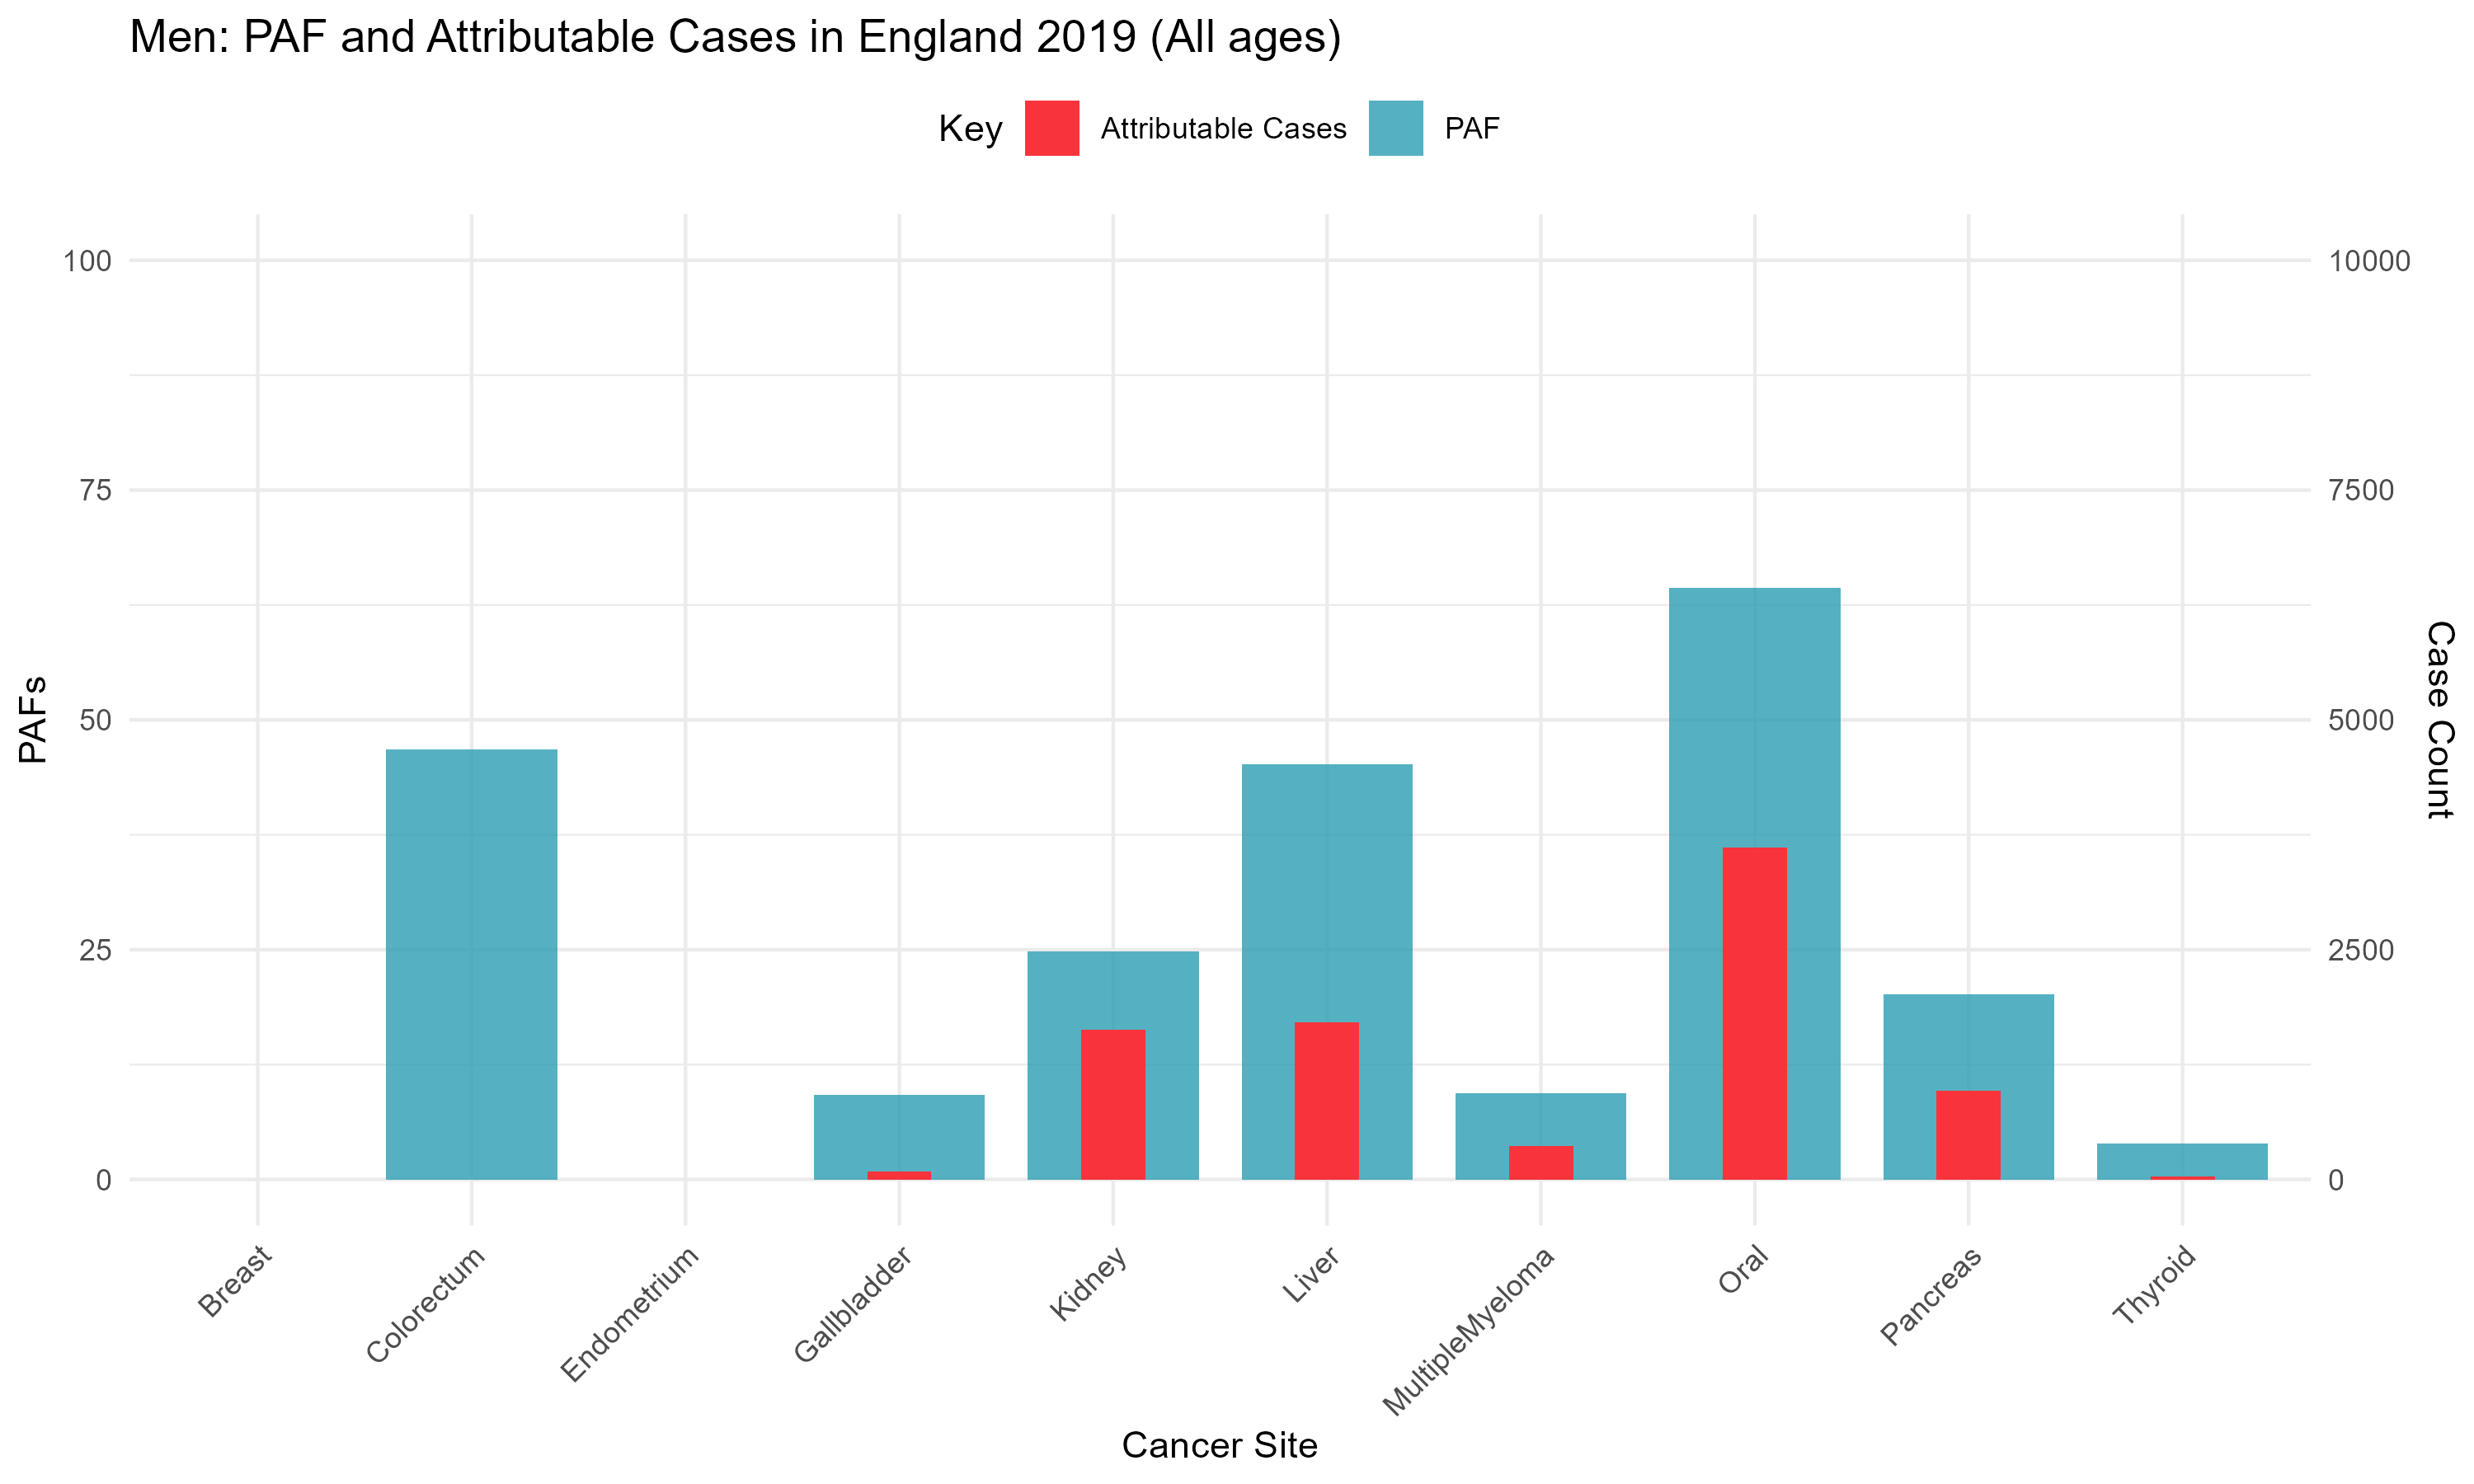 Men: PAF and Attributable Cases in England 2019 (All ages)
Key Attributable Cases PAF
100
75
50
25
0
PAFs
10000
7500
5000
2500
0
Case Count
Breast
Colorectum
Endometrium
Gallbladder
Kidney
Liver
MultipleMyeloma
Oral
Pancreas
Thyroid
Cancer Site